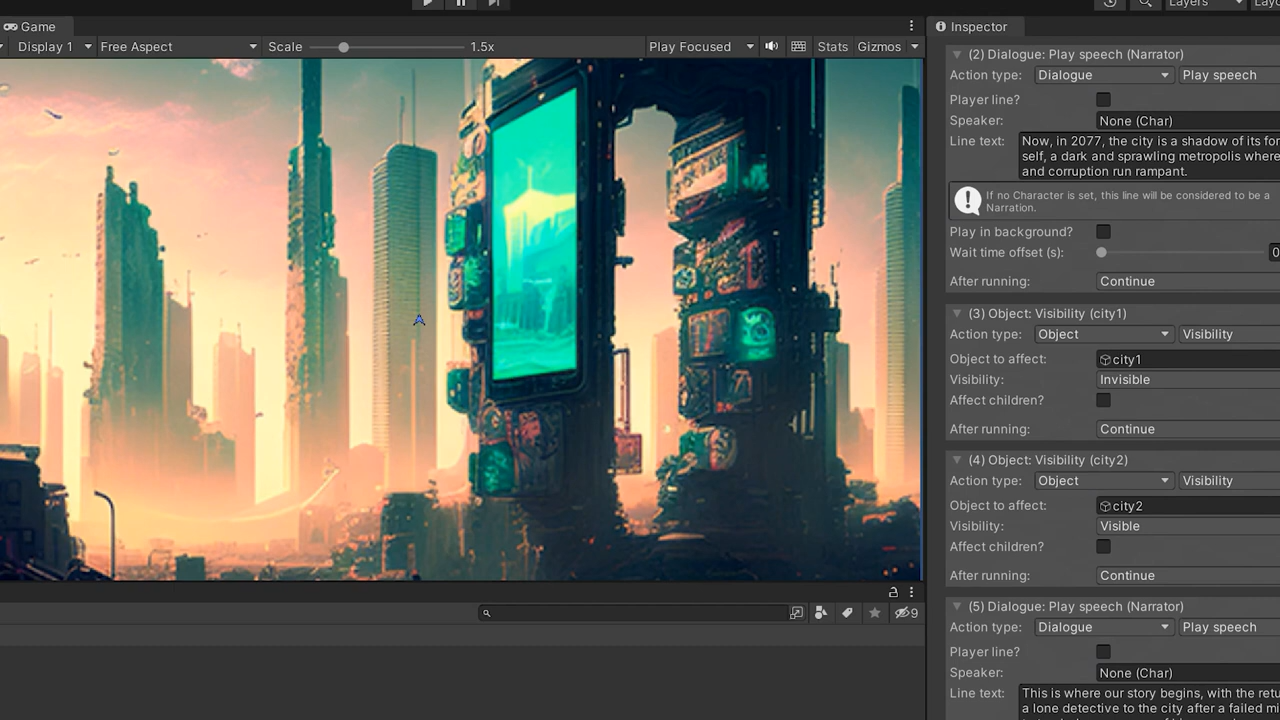 Layers
Game
Display 1
Free Aspect
Scale
1.5x
Play Focused
Stats
Gizmos
9
Inspector
(2) Dialogue: Play speech (Narrator)
Action type:
Dialogue
Play speech
Player line?
Speaker:
None (Char)
Line text:
Now, in 2077, the city is a shadow of its
self, a dark and sprawling metropolis where
and corruption run rampant.
If no Character is set, this line will be considered to be a
Narration.
Play in background?
Wait time offset (s):
0
After running:
Continue
(3) Object: Visibility (city1)
Action type:
Object
Visibility
Object to affect:
city1
Visibility:
Invisible
Affect children?
After running:
Continue
(4) Object: Visibility (city2)
Action type:
Object
Visibility
Object to affect:
city2
Visibility:
Visible
Affect children?
After running:
Continue
(5) Dialogue: Play speech (Narrator)
Action type:
Dialogue
Play speech
Player line?
Speaker:
None (Char)
Line text:
This is where our story begins, with the
a lone detective to the city after a failed